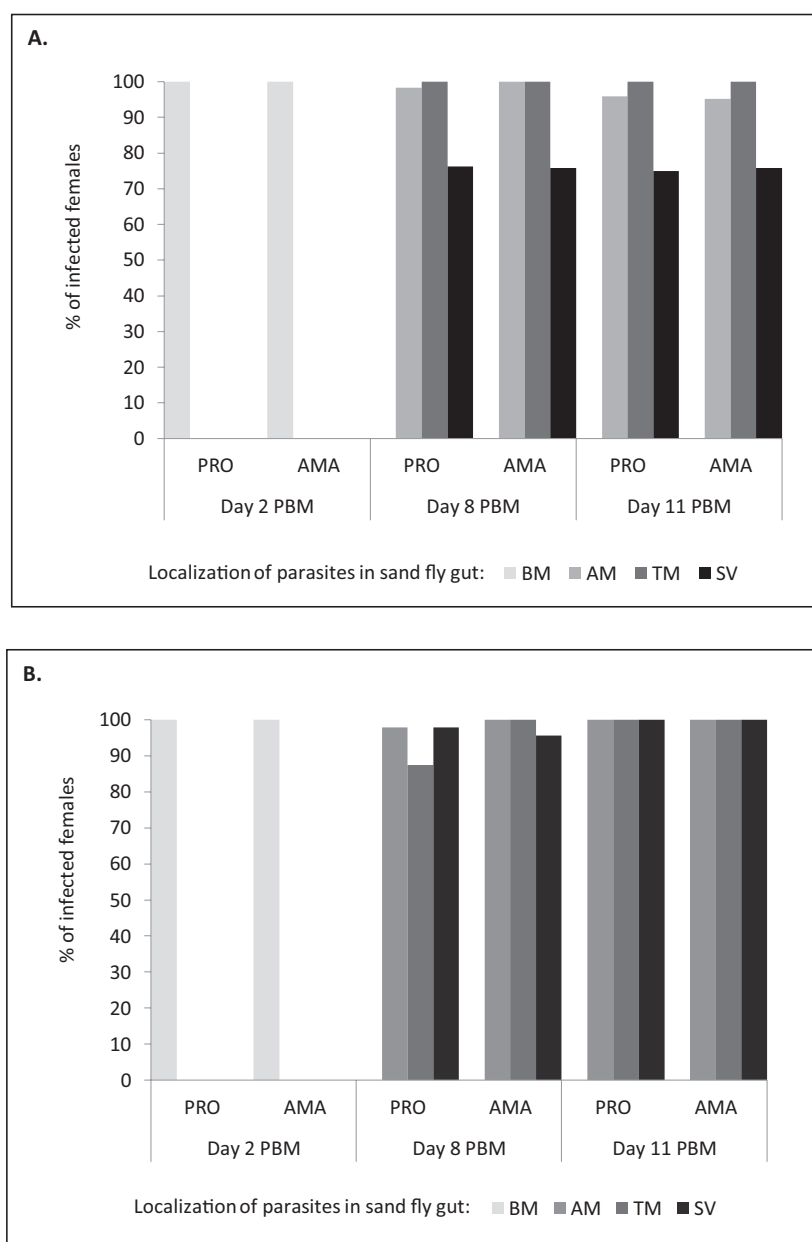 A.
% of infected females
100
90
80
70
60
50
40
30
20
10
0
PRO AMA PRO AMA PRO AMA
Day 2 PBM Day 8 PBM Day 11 PBM
Localization of parasites in sand fly gut: BM AM TM SV
B.
% of infected females
100
90
80
70
60
50
40
30
20
10
0
PRO AMA PRO AMA PRO AMA
Day 2 PBM Day 8 PBM Day 11 PBM
Localization of parasites in sand fly gut: BM AM TM SV